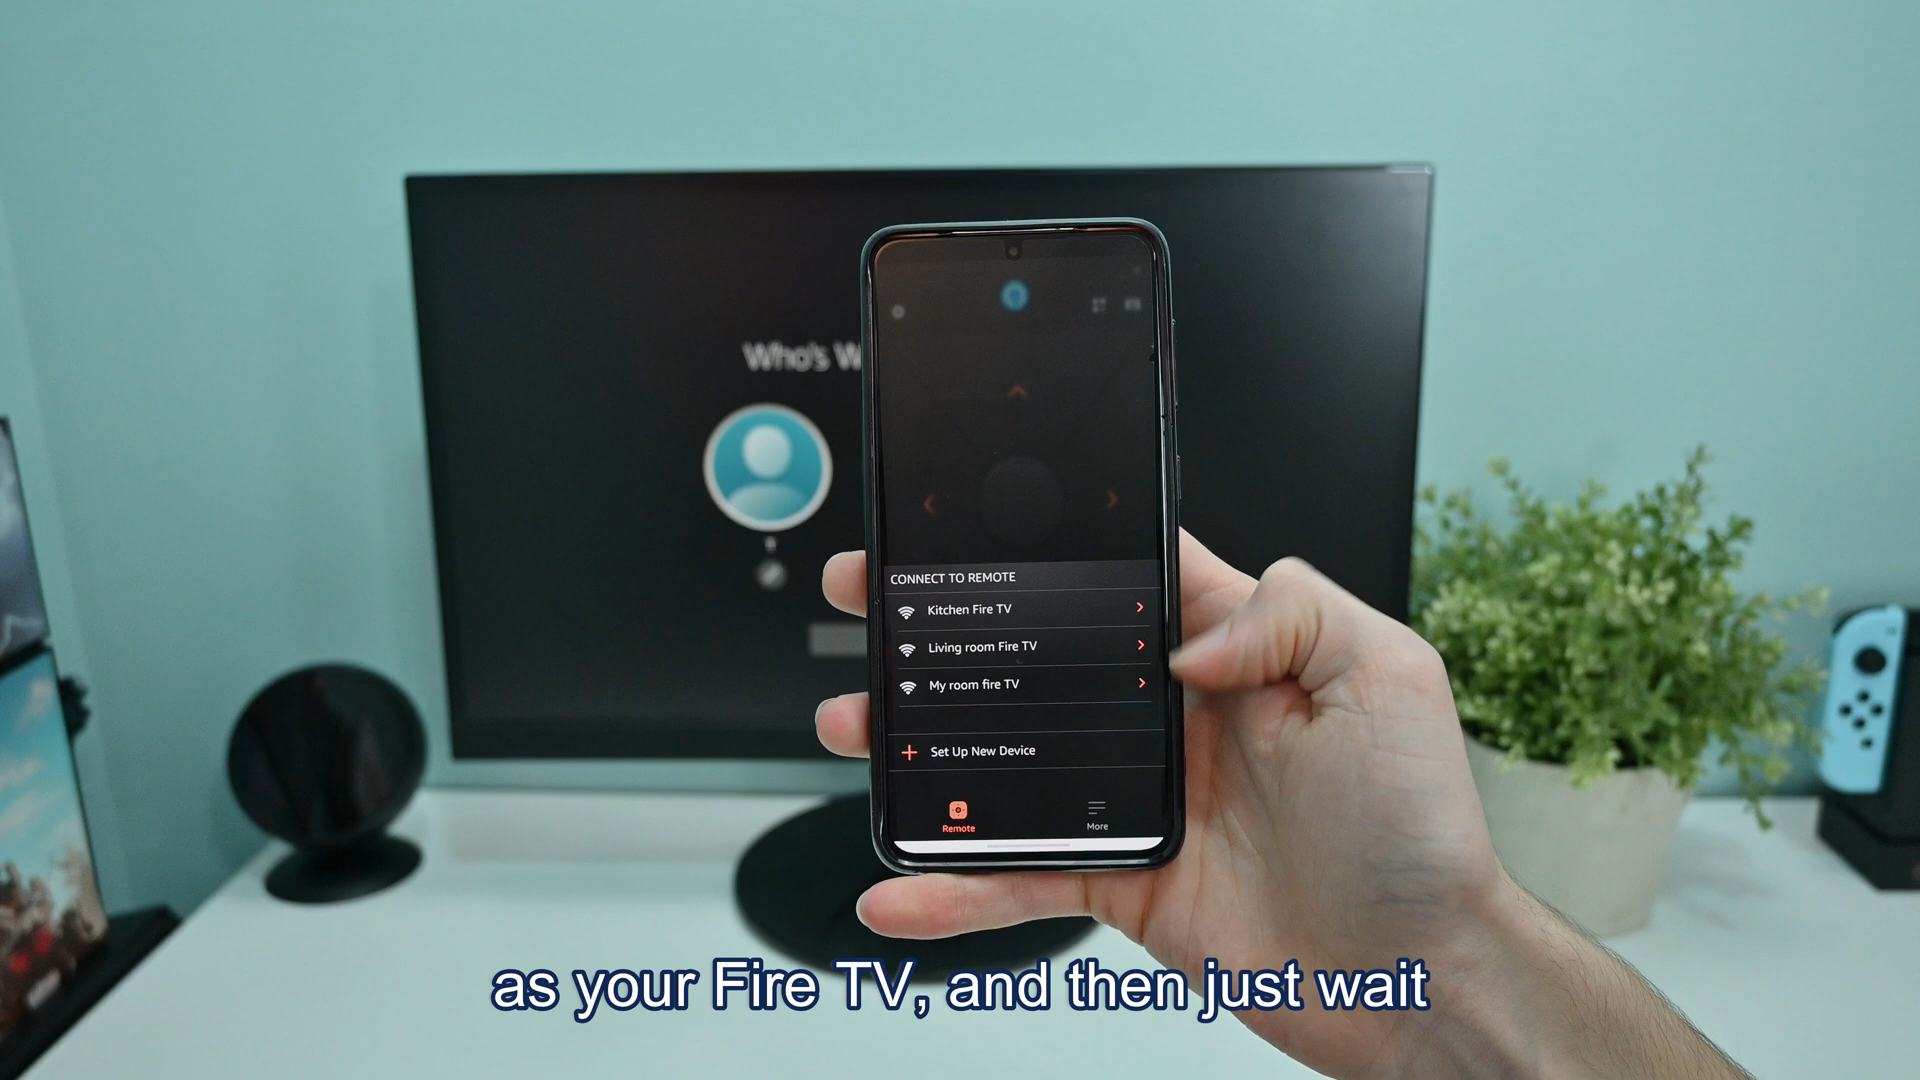 Who's W
CONNECT TO REMOTE
Kitchen Fire TV
Living room Fire TV
My room fire TV
Set Up New Device
Remote
More
as your Fire TV, and then just wait